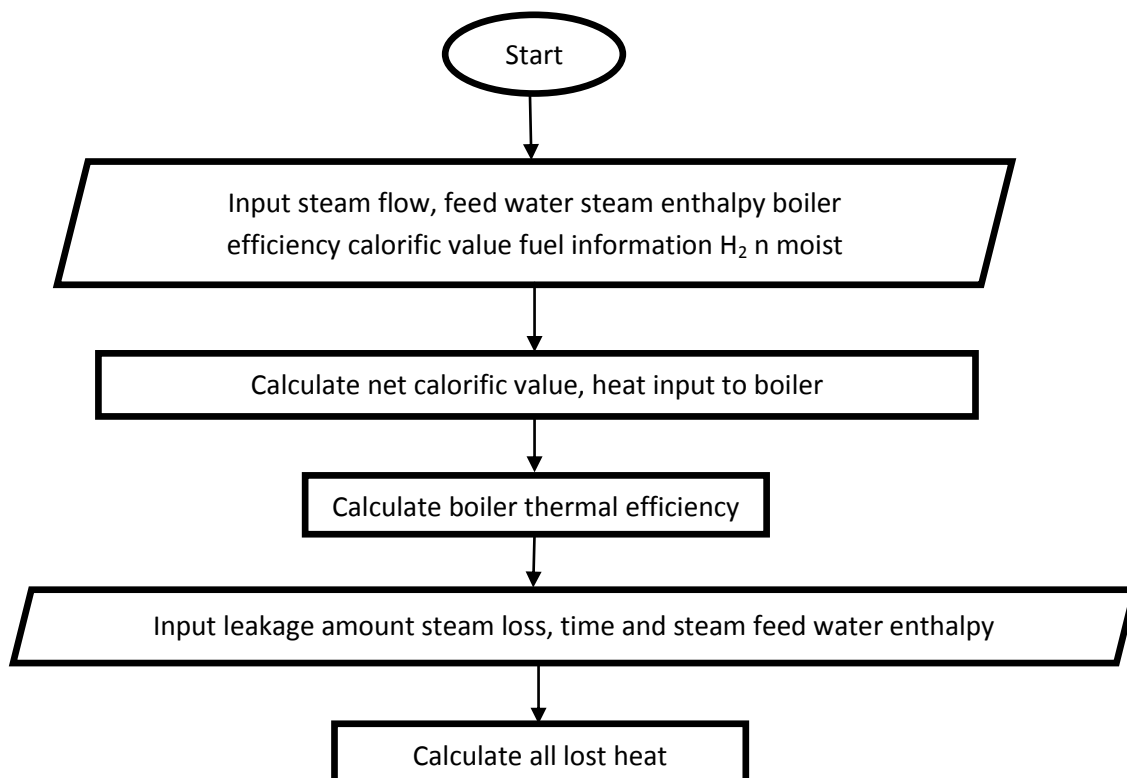 Start
Input steam flow, feed water steam enthalpy boiler
efficiency calorific value fuel information H₂ n moist
Calculate net calorific value, heat input to boiler
Calculate boiler thermal efficiency
Input leakage amount steam loss, time and steam feed water enthalpy
Calculate all lost heat